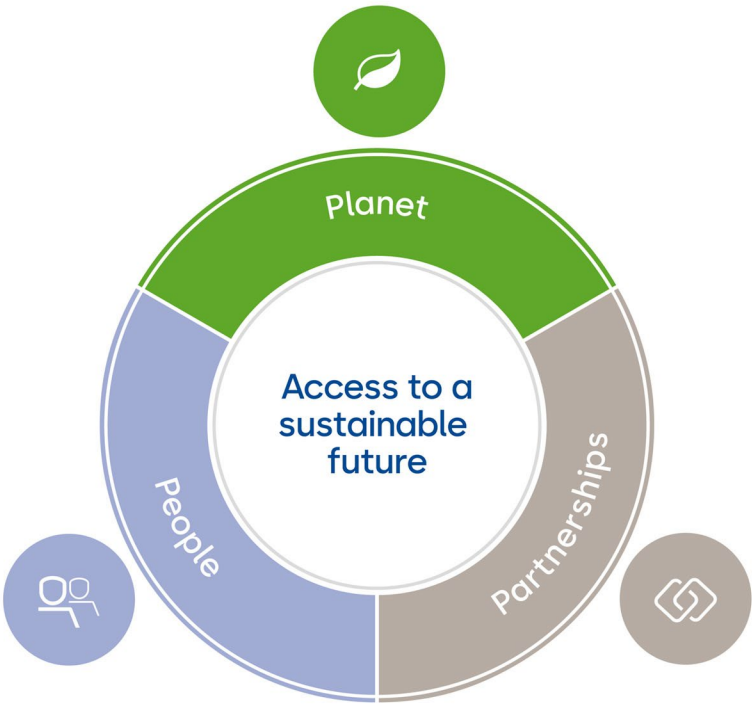 Planet
Access to a
sustainable
future
People
Partnerships